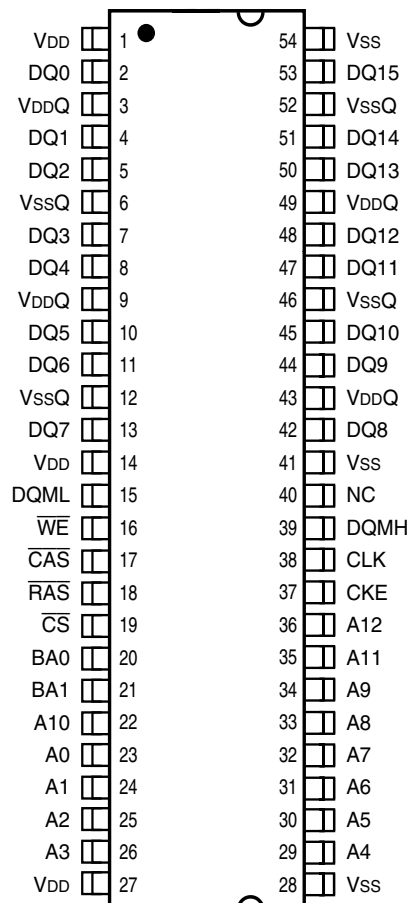 VDD 1 54 Vss
DQ0 2 53 DQ15
VDDQ 3 52 VssQ
DQ1 4 51 DQ14
DQ2 5 50 DQ13
VssQ 6 49 VDDQ
DQ3 7 48 DQ12
DQ4 8 47 DQ11
VDDQ 9 46 VssQ
DQ5 10 45 DQ10
DQ6 11 44 DQ9
VssQ 12 43 VDDQ
DQ7 13 42 DQ8
VDD 14 41 Vss
DQML 15 40 NC
W̅E̅ 16 39 DQMH
C̅A̅S̅ 17 38 CLK
R̅A̅S̅ 18 37 CKE
C̅S̅ 19 36 A12
BA0 20 35 A11
BA1 21 34 A9
A10 22 33 A8
A0 23 32 A7
A1 24 31 A6
A2 25 30 A5
A3 26 29 A4
VDD 27 28 Vss